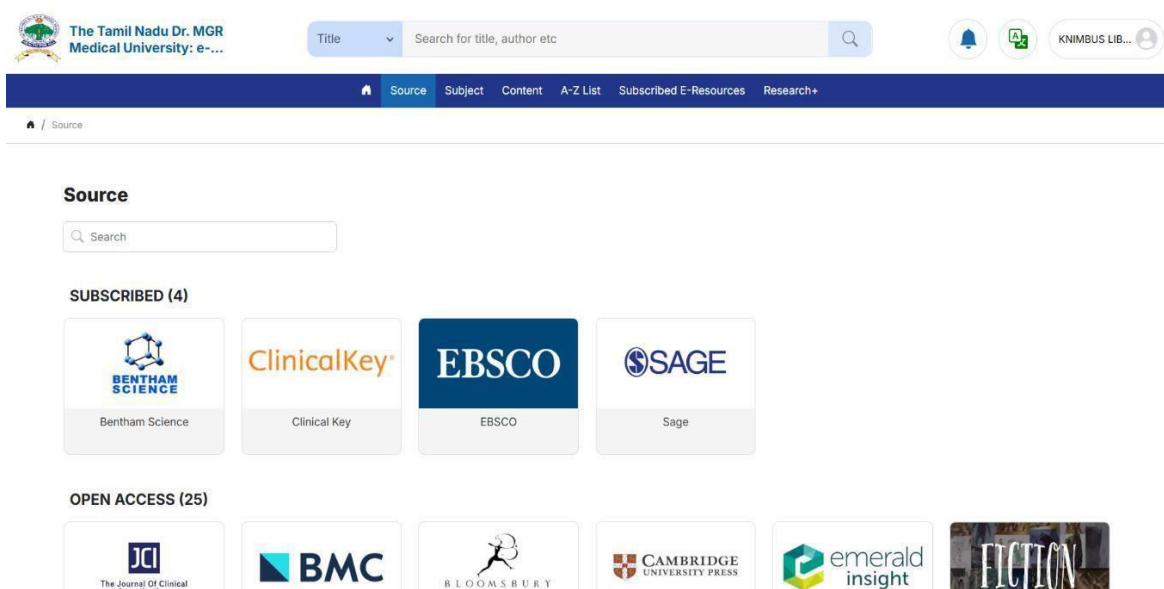 The Tamil Nadu Dr. MGR
Medical University: e-...
Title
Search for title, author etc
KNIMBUS LIB...
Source
Subject
Content
A-Z List
Subscribed E-Resources
Research+
/ Source
Source
Search
SUBSCRIBED (4)
BENTHAM
SCIENCE
ClinicalKey®
EBSCO
SAGE
Bentham Science
Clinical Key
EBSCO
Sage
OPEN ACCESS (25)
JCI
The Journal Of Clinical
BMC
BLOOMSBURY
CAMBRIDGE
UNIVERSITY PRESS
emerald
insight
FICTION